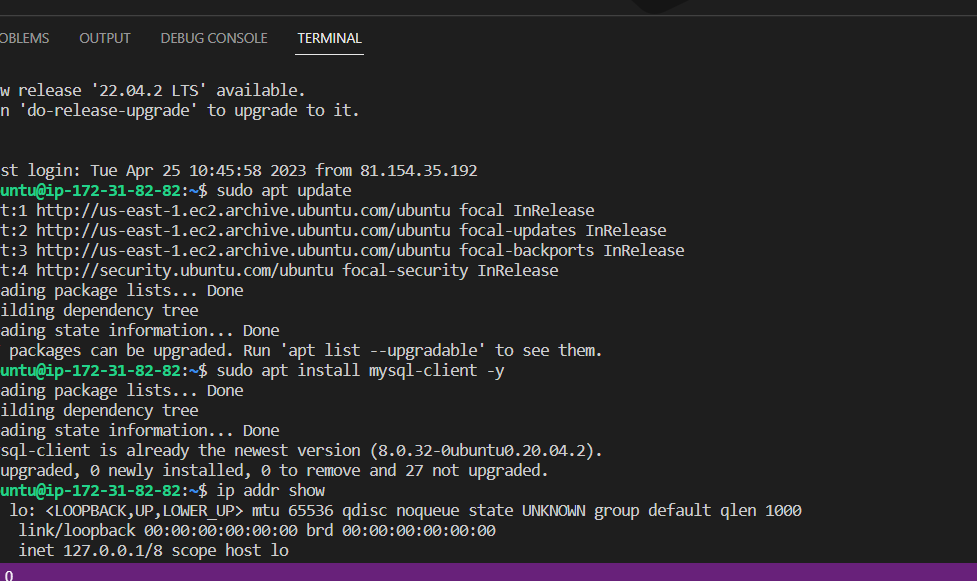 OBLEMS OUTPUT DEBUG CONSOLE TERMINAL
w release '22.04.2 LTS' available.
n 'do-release-upgrade' to upgrade to it.
st login: Tue Apr 25 10:45:58 2023 from 81.154.35.192
untu@ip-172-31-82-82:~$ sudo apt update
t:1 http://us-east-1.ec2.archive.ubuntu.com/ubuntu focal InRelease
t:2 http://us-east-1.ec2.archive.ubuntu.com/ubuntu focal-updates InRelease
t:3 http://us-east-1.ec2.archive.ubuntu.com/ubuntu focal-backports InRelease
t:4 http://security.ubuntu.com/ubuntu focal-security InRelease
ading package lists... Done
ilding dependency tree
ading state information... Done
packages can be upgraded. Run 'apt list --upgradable' to see them.
untu@ip-172-31-82-82:~$ sudo apt install mysql-client -y
ading package lists... Done
ilding dependency tree
ading state information... Done
sql-client is already the newest version (8.0.32-0ubuntu0.20.04.2).
upgraded, 0 newly installed, 0 to remove and 27 not upgraded.
untu@ip-172-31-82-82:~$ ip addr show
lo: <LOOPBACK,UP,LOWER_UP> mtu 65536 qdisc noqueue state UNKNOWN group default qlen 1000
link/loopback 00:00:00:00:00:00 brd 00:00:00:00:00:00
inet 127.0.0.1/8 scope host lo
0